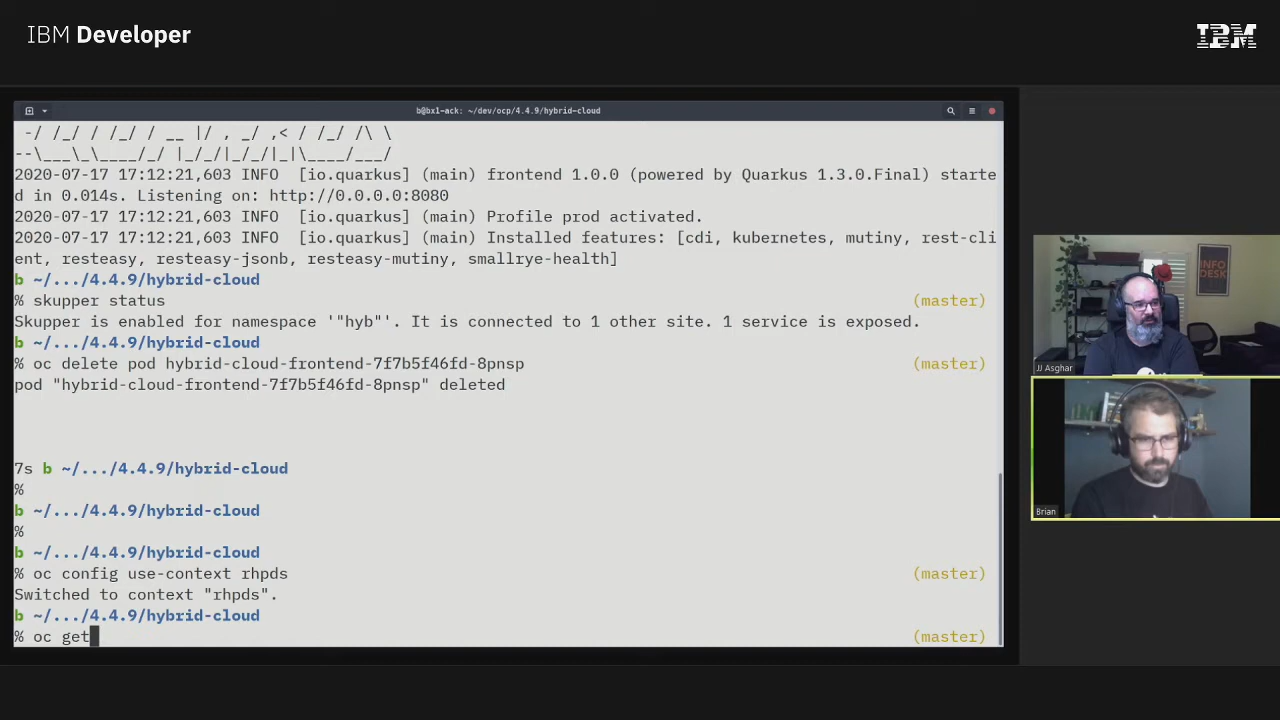 IBM Developer
IBM
b@bx1-ack: ~/dev/ocp/4.4.9/hybrid-cloud
-/ /_/ / /_/ / __ |/ , _/ ,< / /_/ /\ \
--\___\_\____/_/ |_/_/|_/_/|_|\____/___/
2020-07-17 17:12:21,603 INFO  [io.quarkus] (main) frontend 1.0.0 (powered by Quarkus 1.3.0.Final) starte
d in 0.014s. Listening on: http://0.0.0.0:8080
2020-07-17 17:12:21,603 INFO  [io.quarkus] (main) Profile prod activated.
2020-07-17 17:12:21,603 INFO  [io.quarkus] (main) Installed features: [cdi, kubernetes, mutiny, rest-cli
ent, resteasy, resteasy-jsonb, resteasy-mutiny, smallrye-health]
b ~/.../4.4.9/hybrid-cloud
% skupper status (master)
Skupper is enabled for namespace '"hyb"'. It is connected to 1 other site. 1 service is exposed.
b ~/.../4.4.9/hybrid-cloud
% oc delete pod hybrid-cloud-frontend-7f7b5f46fd-8pnsp (master)
pod "hybrid-cloud-frontend-7f7b5f46fd-8pnsp" deleted
7s b ~/.../4.4.9/hybrid-cloud
%
b ~/.../4.4.9/hybrid-cloud
%
b ~/.../4.4.9/hybrid-cloud
% oc config use-context rhpds (master)
Switched to context "rhpds".
b ~/.../4.4.9/hybrid-cloud
% oc get (master)
INFO
DESK
JJ Asghar
Brian